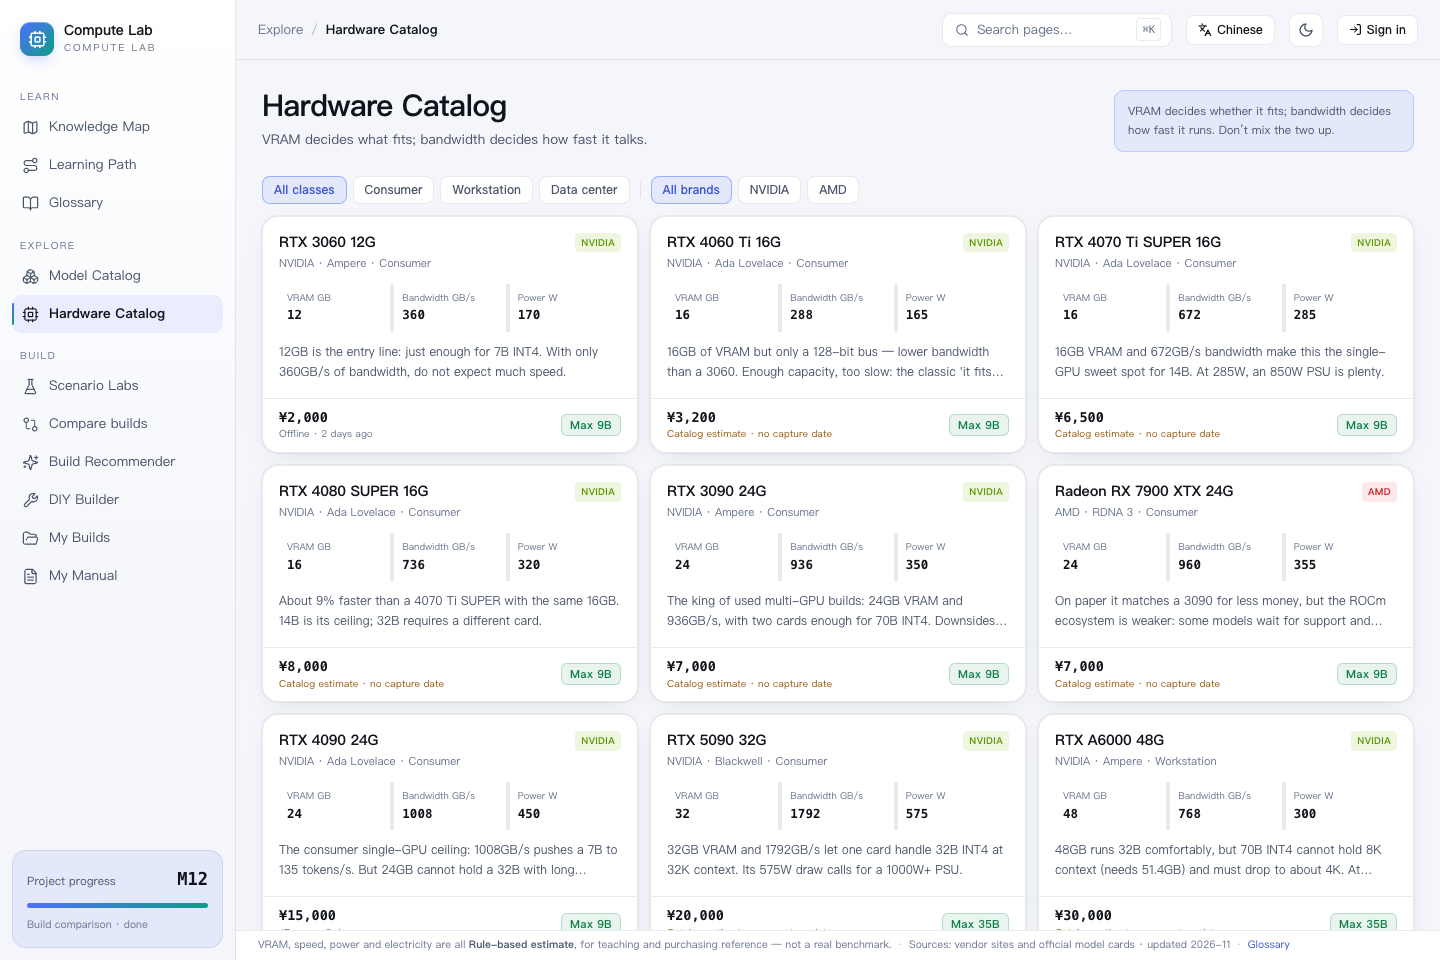 Compute Lab
COMPUTE LAB
LEARN
Knowledge Map
Learning Path
Glossary
EXPLORE
Model Catalog
Hardware Catalog
BUILD
Scenario Labs
Compare builds
Build Recommender
DIY Builder
My Builds
My Manual
Project progress M12
Build comparison · done
Explore / Hardware Catalog
Search pages... ⌘K
Chinese
Sign in
Hardware Catalog
VRAM decides what fits; bandwidth decides how fast it talks.
VRAM decides whether it fits; bandwidth decides
how fast it runs. Don't mix the two up.
All classes Consumer Workstation Data center All brands NVIDIA AMD
RTX 3060 12G NVIDIA
NVIDIA · Ampere · Consumer
VRAM GB Bandwidth GB/s Power W
12 360 170
12GB is the entry line: just enough for 7B INT4. With only
360GB/s of bandwidth, do not expect much speed.
¥2,000 Max 9B
Offline · 2 days ago
RTX 4060 Ti 16G NVIDIA
NVIDIA · Ada Lovelace · Consumer
VRAM GB Bandwidth GB/s Power W
16 288 165
16GB of VRAM but only a 128-bit bus — lower bandwidth
than a 3060. Enough capacity, too slow: the classic 'it fits...
¥3,200 Max 9B
Catalog estimate · no capture date
RTX 4070 Ti SUPER 16G NVIDIA
NVIDIA · Ada Lovelace · Consumer
VRAM GB Bandwidth GB/s Power W
16 672 285
16GB VRAM and 672GB/s bandwidth make this the single-
GPU sweet spot for 14B. At 285W, an 850W PSU is plenty.
¥6,500 Max 9B
Catalog estimate · no capture date
RTX 4080 SUPER 16G NVIDIA
NVIDIA · Ada Lovelace · Consumer
VRAM GB Bandwidth GB/s Power W
16 736 320
About 9% faster than a 4070 Ti SUPER with the same 16GB.
14B is its ceiling; 32B requires a different card.
¥8,000 Max 9B
Catalog estimate · no capture date
RTX 3090 24G NVIDIA
NVIDIA · Ampere · Consumer
VRAM GB Bandwidth GB/s Power W
24 936 350
The king of used multi-GPU builds: 24GB VRAM and
936GB/s, with two cards enough for 70B INT4. Downsides...
¥7,000 Max 9B
Catalog estimate · no capture date
Radeon RX 7900 XTX 24G AMD
AMD · RDNA 3 · Consumer
VRAM GB Bandwidth GB/s Power W
24 960 355
On paper it matches a 3090 for less money, but the ROCm
ecosystem is weaker: some models wait for support and...
¥7,000 Max 9B
Catalog estimate · no capture date
RTX 4090 24G NVIDIA
NVIDIA · Ada Lovelace · Consumer
VRAM GB Bandwidth GB/s Power W
24 1008 450
The consumer single-GPU ceiling: 1008GB/s pushes a 7B to
135 tokens/s. But 24GB cannot hold a 32B with long...
¥15,000 Max 9B
RTX 5090 32G NVIDIA
NVIDIA · Blackwell · Consumer
VRAM GB Bandwidth GB/s Power W
32 1792 575
32GB VRAM and 1792GB/s let one card handle 32B INT4 at
32K context. Its 575W draw calls for a 1000W+ PSU.
¥20,000 Max 35B
RTX A6000 48G NVIDIA
NVIDIA · Ampere · Workstation
VRAM GB Bandwidth GB/s Power W
48 768 300
48GB runs 32B comfortably, but 70B INT4 cannot hold 8K
context (needs 51.4GB) and must drop to about 4K. At...
¥30,000 Max 35B
VRAM, speed, power and electricity are all Rule-based estimate, for teaching and purchasing reference — not a real benchmark. · Sources: vendor sites and official model cards · updated 2026-11 · Glossary